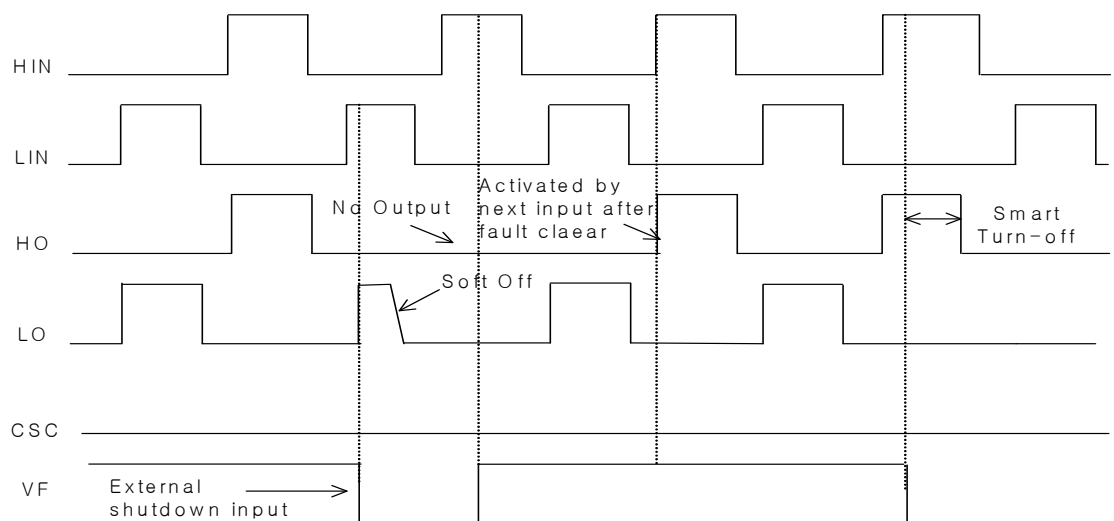 HIN
LIN
HO
No Output
Activated by
next input after
fault claear
Smart
Turn-off
Soft Off
LO
CSC
VF
External
shutdown input